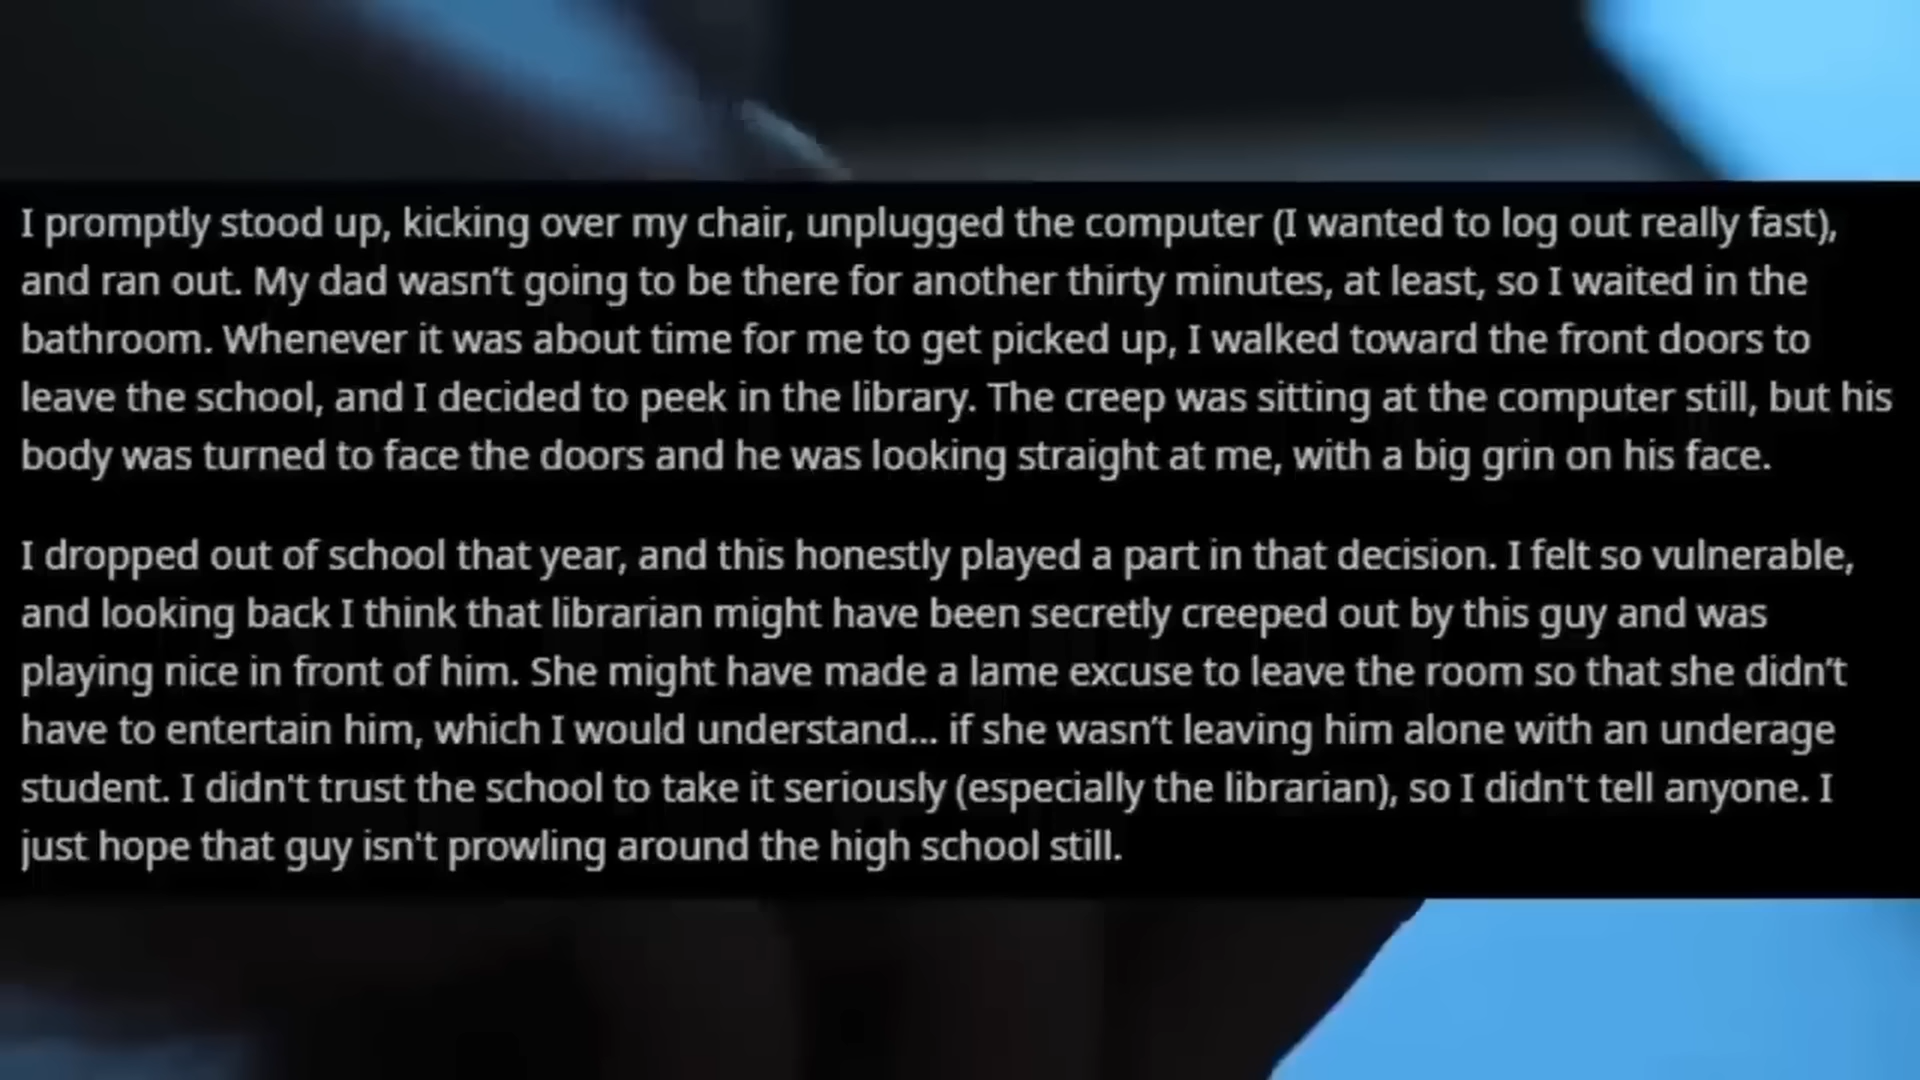 I promptly stood up, kicking over my chair, unplugged the computer (I wanted to log out really fast),
and ran out. My dad wasn’t going to be there for another thirty minutes, at least, so I waited in the
bathroom. Whenever it was about time for me to get picked up, I walked toward the front doors to
leave the school, and I decided to peek in the library. The creep was sitting at the computer still, but his
body was turned to face the doors and he was looking straight at me, with a big grin on his face.
I dropped out of school that year, and this honestly played a part in that decision. I felt so vulnerable,
and looking back I think that librarian might have been secretly creeped out by this guy and was
playing nice in front of him. She might have made a lame excuse to leave the room so that she didn’t
have to entertain him, which I would understand... if she wasn’t leaving him alone with an underage
student. I didn't trust the school to take it seriously (especially the librarian), so I didn't tell anyone. I
just hope that guy isn't prowling around the high school still.